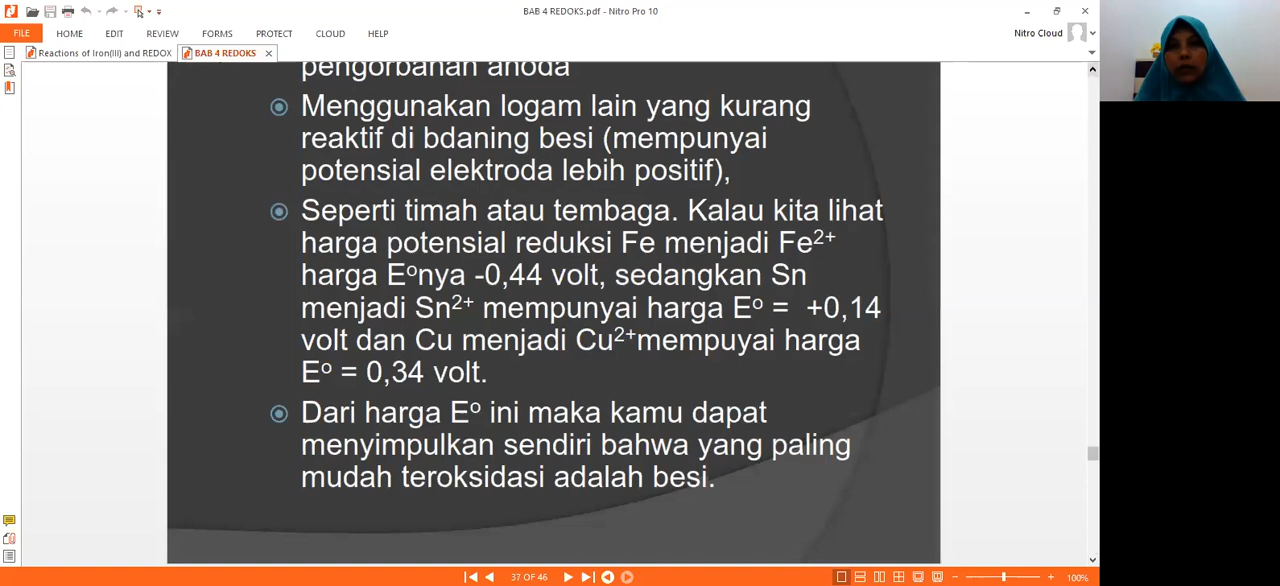 BAB 4 REDOKS.pdf - Nitro Pro 10
FILE HOME EDIT REVIEW FORMS PROTECT CLOUD HELP Nitro Cloud
Reactions of Iron(III) and REDOX BAB 4 REDOKS
pengorbanan anoda
Menggunakan logam lain yang kurang
reaktif di bdaning besi (mempunyai
potensial elektroda lebih positif),
Seperti timah atau tembaga. Kalau kita lihat
harga potensial reduksi Fe menjadi Fe²⁺
harga Eºnya -0,44 volt, sedangkan Sn
menjadi Sn²⁺ mempunyai harga Eº = +0,14
volt dan Cu menjadi Cu²⁺mempuyai harga
Eº = 0,34 volt.
Dari harga Eº ini maka kamu dapat
menyimpulkan sendiri bahwa yang paling
mudah teroksidasi adalah besi.
37 OF 46
100%